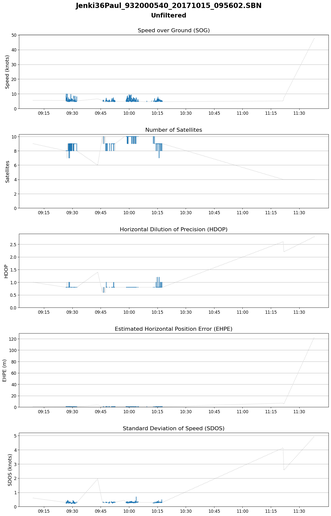 Jenki36Paul_932000540_20171015_095602.SBN
Unfiltered
Speed over Ground (SOG)
50
40
30
20
10
0
Speed (knots)
09:15 09:30 09:45 10:00 10:15 10:30 10:45 11:00 11:15 11:30
Number of Satellites
10
8
6
4
2
0
Satellites
09:15 09:30 09:45 10:00 10:15 10:30 10:45 11:00 11:15 11:30
Horizontal Dilution of Precision (HDOP)
2.5
2.0
1.5
1.0
0.5
0.0
HDOP
09:15 09:30 09:45 10:00 10:15 10:30 10:45 11:00 11:15 11:30
Estimated Horizontal Position Error (EHPE)
120
100
80
60
40
20
0
EHPE (m)
09:15 09:30 09:45 10:00 10:15 10:30 10:45 11:00 11:15 11:30
Standard Deviation of Speed (SDOS)
5
4
3
2
1
0
SDOS (knots)
09:15 09:30 09:45 10:00 10:15 10:30 10:45 11:00 11:15 11:30